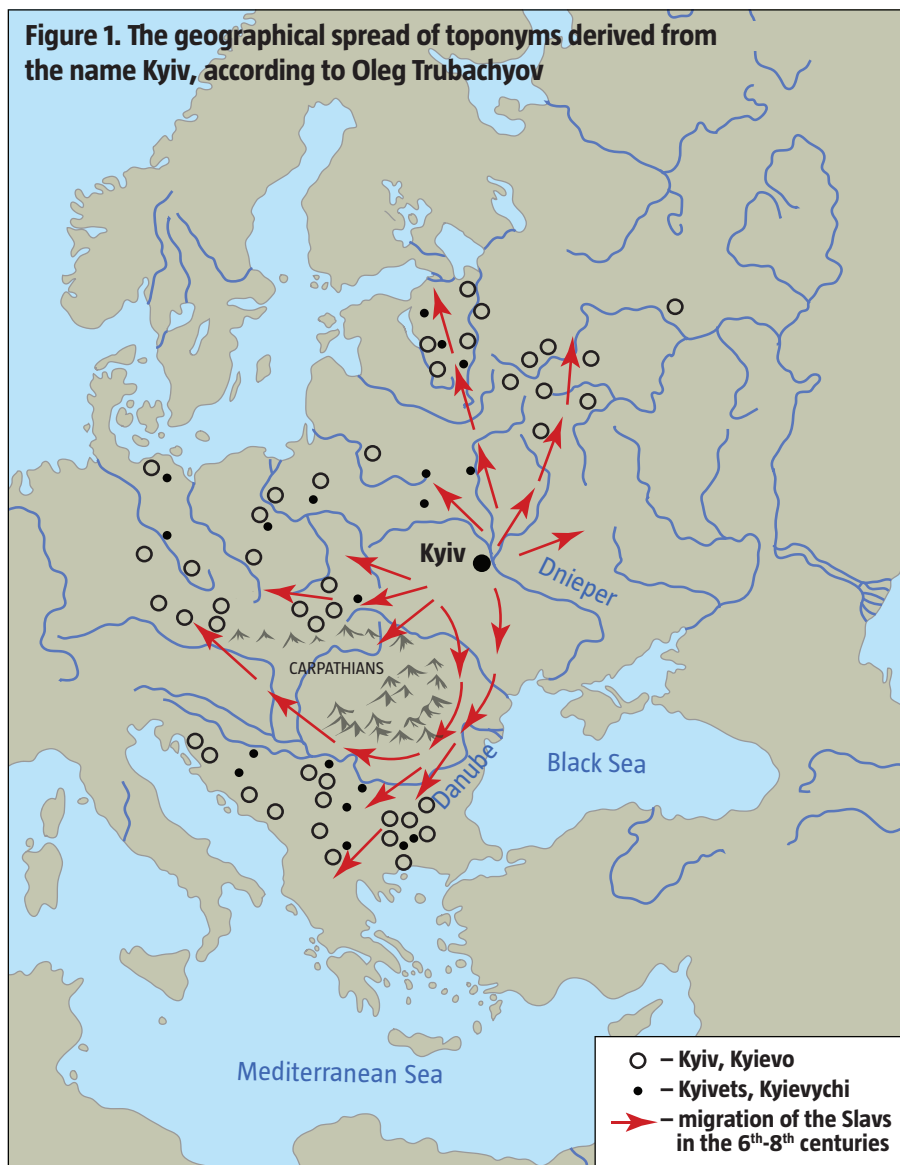 Figure 1. The geographical spread of toponyms derived from
the name Kyiv, according to Oleg Trubachyov
Kyiv
Dnieper
CARPATHIANS
Danube
Black Sea
Mediterranean Sea
– Kyiv, Kyievo
– Kyivets, Kyievychi
– migration of the Slavs
in the 6th-8th centuries